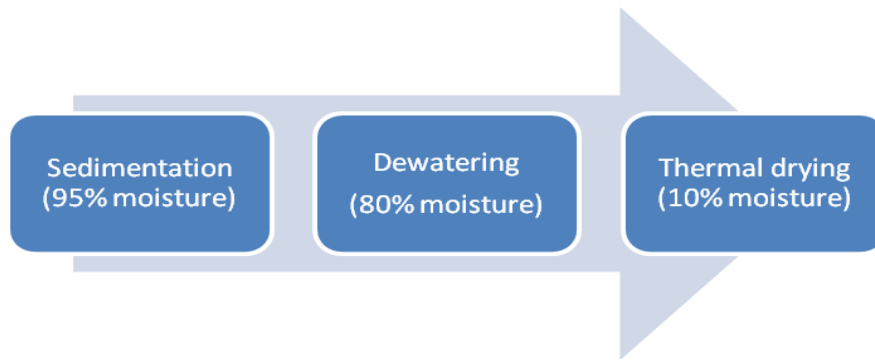 Sedimentation
(95% moisture)
Dewatering
(80% moisture)
Thermal drying
(10% moisture)